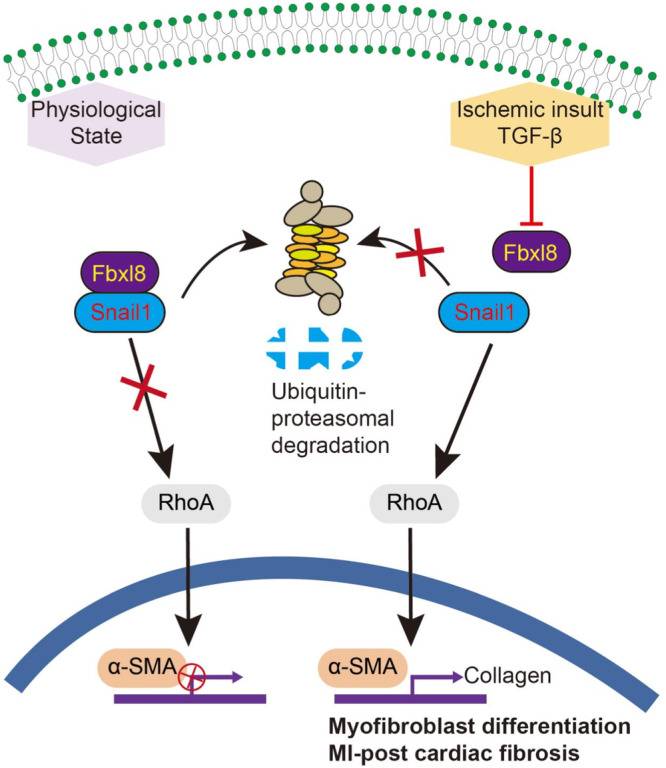 Physiological
State
Ischemic insult
TGF-β
Fbxl8
Fbxl8
Snail1
Snail1
Ubiquitin-
proteasomal
degradation
RhoA
RhoA
α-SMA
α-SMA
Collagen
Myofibroblast differentiation
MI-post cardiac fibrosis